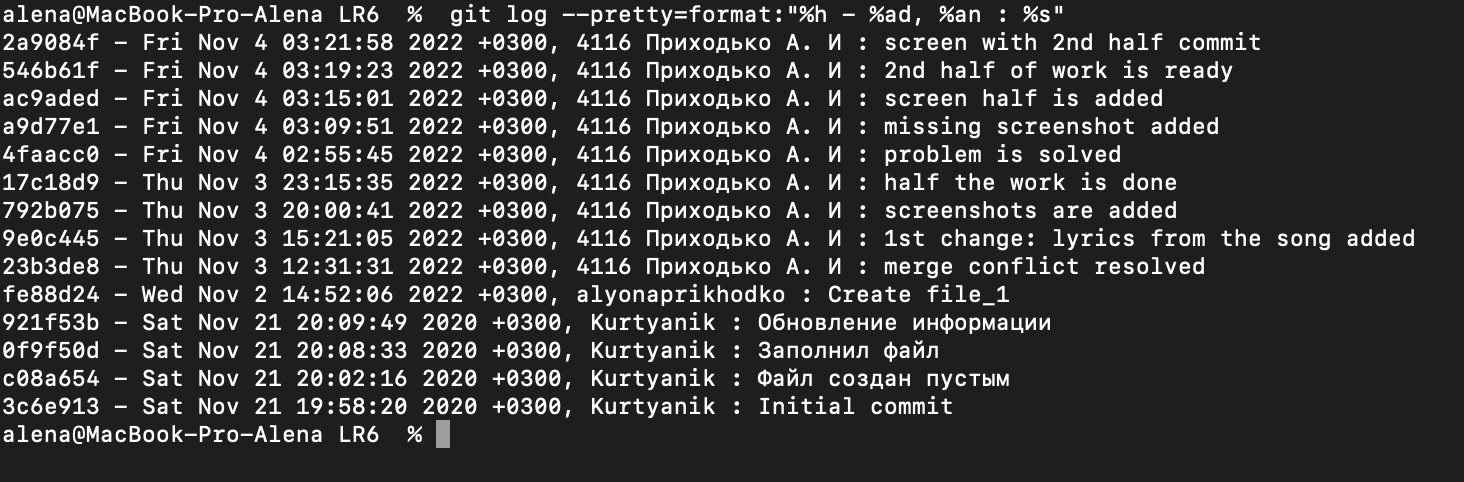 alena@MacBook-Pro-Alena LR6 % git log --pretty=format:"%h - %ad, %an : %s"
2a9084f - Fri Nov 4 03:21:58 2022 +0300, 4116 Приходько А. И : screen with 2nd half commit
546b61f - Fri Nov 4 03:19:23 2022 +0300, 4116 Приходько А. И : 2nd half of work is ready
ac9aded - Fri Nov 4 03:15:01 2022 +0300, 4116 Приходько А. И : screen half is added
a9d77e1 - Fri Nov 4 03:09:51 2022 +0300, 4116 Приходько А. И : missing screenshot added
4faacc0 - Fri Nov 4 02:55:45 2022 +0300, 4116 Приходько А. И : problem is solved
17c18d9 - Thu Nov 3 23:15:35 2022 +0300, 4116 Приходько А. И : half the work is done
792b075 - Thu Nov 3 20:00:41 2022 +0300, 4116 Приходько А. И : screenshots are added
9e0c445 - Thu Nov 3 15:21:05 2022 +0300, 4116 Приходько А. И : 1st change: lyrics from the song added
23b3de8 - Thu Nov 3 12:31:31 2022 +0300, 4116 Приходько А. И : merge conflict resolved
fe88d24 - Wed Nov 2 14:52:06 2022 +0300, alyonaprikhodko : Create file_1
921f53b - Sat Nov 21 20:09:49 2020 +0300, Kurtyanik : Обновление информации
0f9f50d - Sat Nov 21 20:08:33 2020 +0300, Kurtyanik : Заполнил файл
c08a654 - Sat Nov 21 20:02:16 2020 +0300, Kurtyanik : Файл создан пустым
3c6e913 - Sat Nov 21 19:58:20 2020 +0300, Kurtyanik : Initial commit
alena@MacBook-Pro-Alena LR6 %